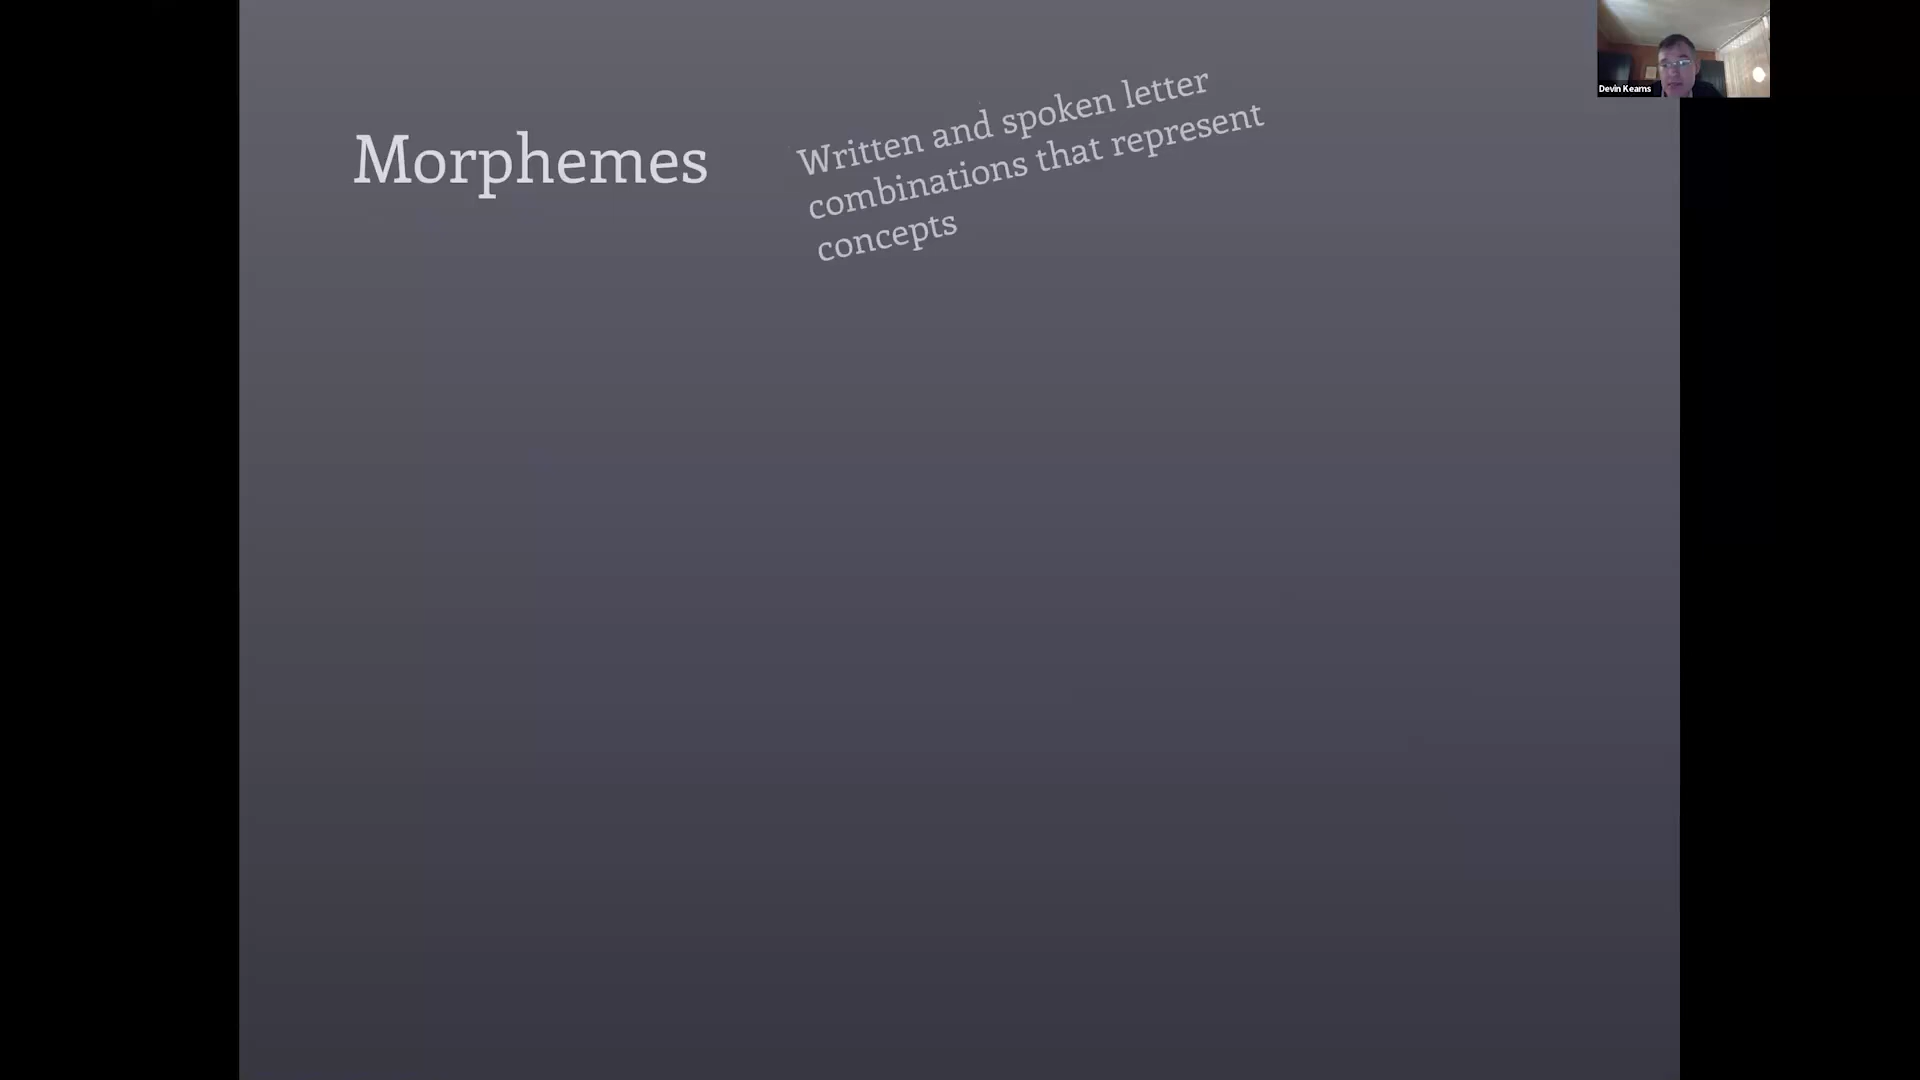 Morphemes
Written and spoken letter
combinations that represent
concepts
Devin Kearns